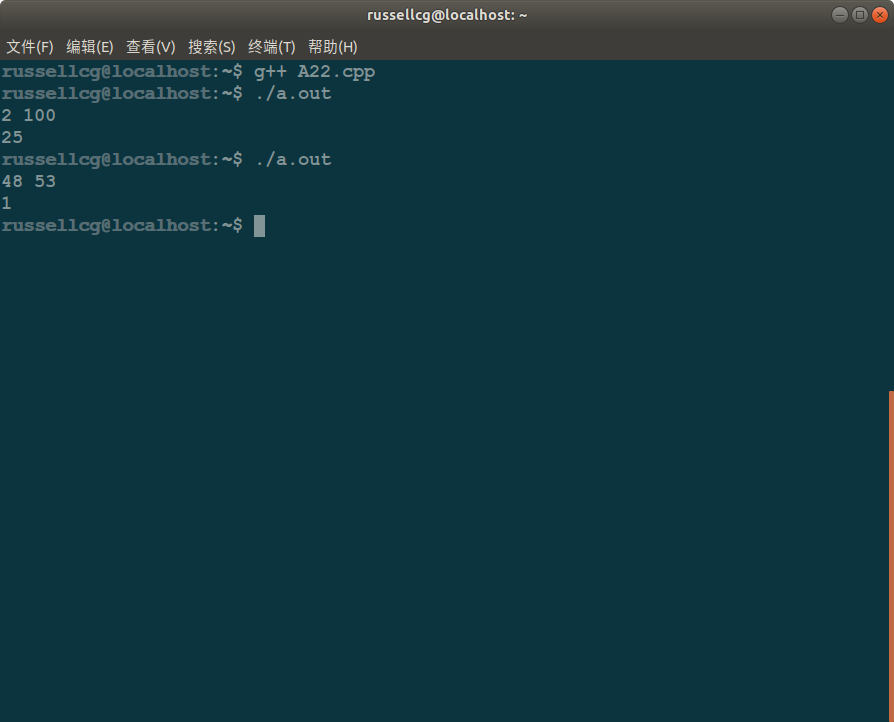 russellcg@localhost: ~
文件(F) 编辑(E) 查看(V) 搜索(S) 终端(T) 帮助(H)
russellcg@localhost:~$ g++ A22.cpp
russellcg@localhost:~$ ./a.out
2 100
25
russellcg@localhost:~$ ./a.out
48 53
1
russellcg@localhost:~$